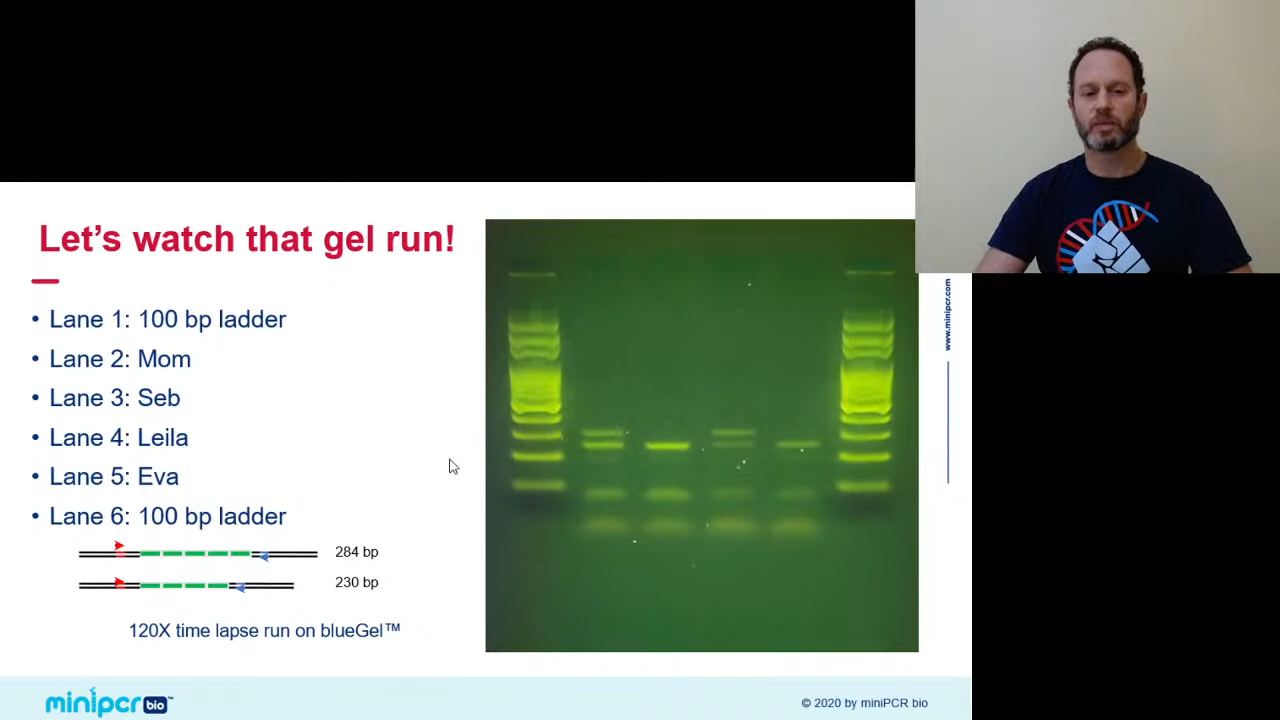 Let's watch that gel run!
• Lane 1: 100 bp ladder
• Lane 2: Mom
• Lane 3: Seb
• Lane 4: Leila
• Lane 5: Eva
• Lane 6: 100 bp ladder
284 bp
230 bp
120X time lapse run on blueGel™
www.minipcr.com
minipcr bio™
© 2020 by miniPCR bio